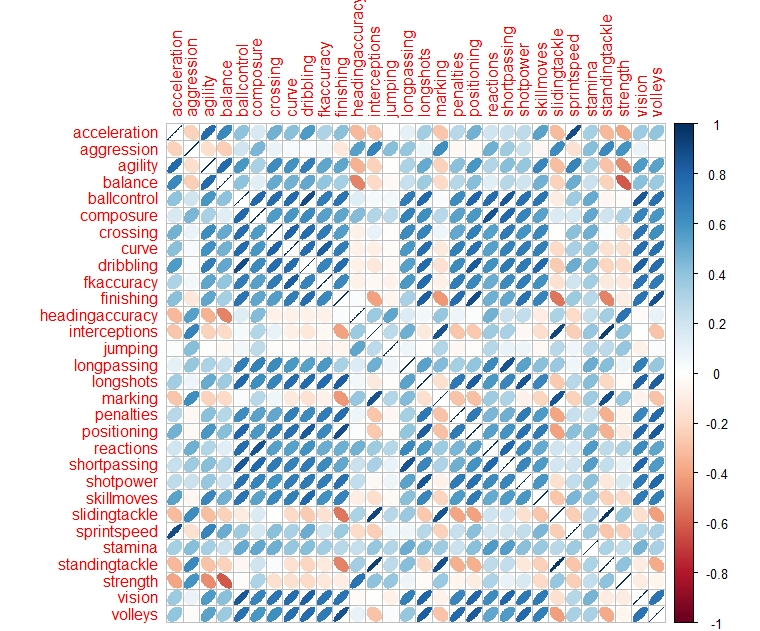 acceleration
aggression
agility
balance
ballcontrol
composure
crossing
curve
dribbling
fkaccuracy
finishing
headingaccuracy
interceptions
jumping
longpassing
longshots
marking
penalties
positioning
reactions
shortpassing
shotpower
skillmoves
slidingtackle
sprintspeed
stamina
standingtackle
strength
vision
volleys
acceleration
aggression
agility
balance
ballcontrol
composure
crossing
curve
dribbling
fkaccuracy
finishing
headingaccuracy
interceptions
jumping
longpassing
longshots
marking
penalties
positioning
reactions
shortpassing
shotpower
skillmoves
slidingtackle
sprintspeed
stamina
standingtackle
strength
vision
volleys
1
0.8
0.6
0.4
0.2
0
-0.2
-0.4
-0.6
-0.8
-1